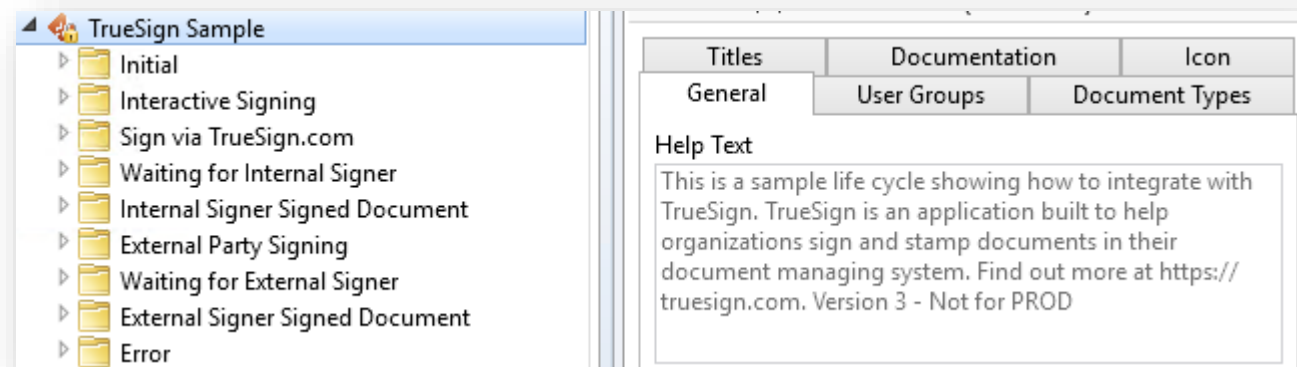 TrueSign Sample
Initial
Interactive Signing
Sign via TrueSign.com
Waiting for Internal Signer
Internal Signer Signed Document
External Party Signing
Waiting for External Signer
External Signer Signed Document
Error
Titles Documentation Icon
General User Groups Document Types
Help Text
This is a sample life cycle showing how to integrate with
TrueSign. TrueSign is an application built to help
organizations sign and stamp documents in their
document managing system. Find out more at https://
truesign.com. Version 3 - Not for PROD